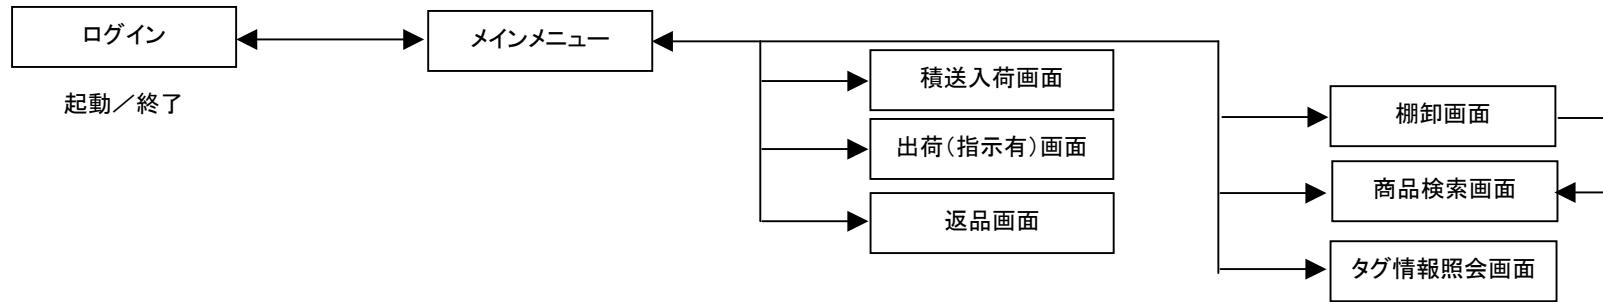 ログイン
メインメニュー
起動／終了
積送入荷画面
出荷（指示有）画面
返品画面
棚卸画面
商品検索画面
タグ情報照会画面